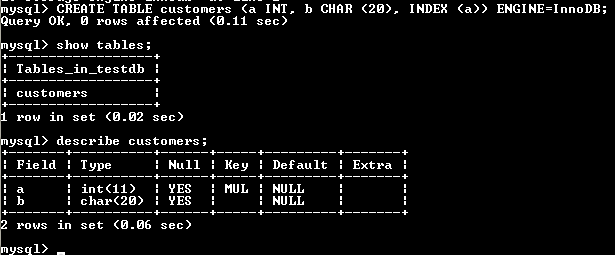 mysql> CREATE TABLE customers (a INT, b CHAR (20), INDEX (a)) ENGINE=InnoDB;
Query OK, 0 rows affected (0.11 sec)
mysql> show tables;
+------------------+
| Tables_in_testdb |
+------------------+
| customers        |
+------------------+
1 row in set (0.02 sec)
mysql> describe customers;
+-------+----------+------+-----+---------+-------+
| Field | Type     | Null | Key | Default | Extra |
+-------+----------+------+-----+---------+-------+
| a     | int(11)  | YES  | MUL | NULL    |       |
| b     | char(20) | YES  |     | NULL    |       |
+-------+----------+------+-----+---------+-------+
2 rows in set (0.06 sec)
mysql> _